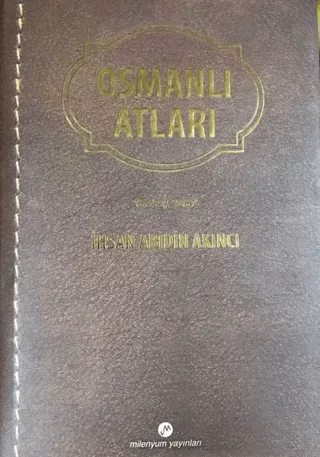 OSMANLI
ATLARI
İHSAN ABİDİN AKINCI
milenyum yayınları